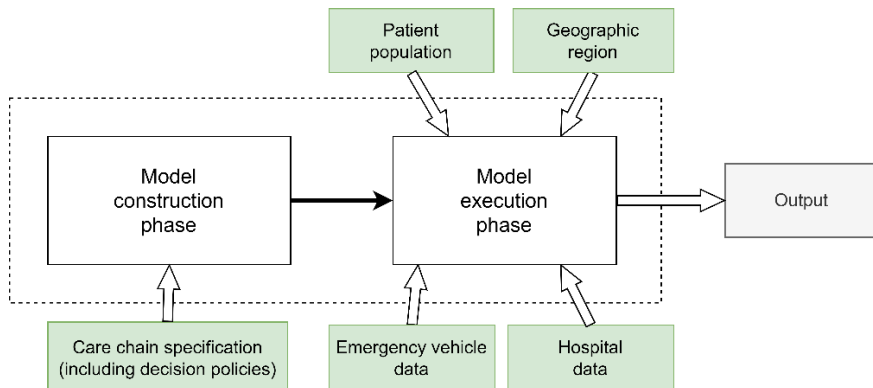 Patient
population
Geographic
region
Model
construction
phase
Model
execution
phase
Output
Care chain specification
(including decision policies)
Emergency vehicle
data
Hospital
data